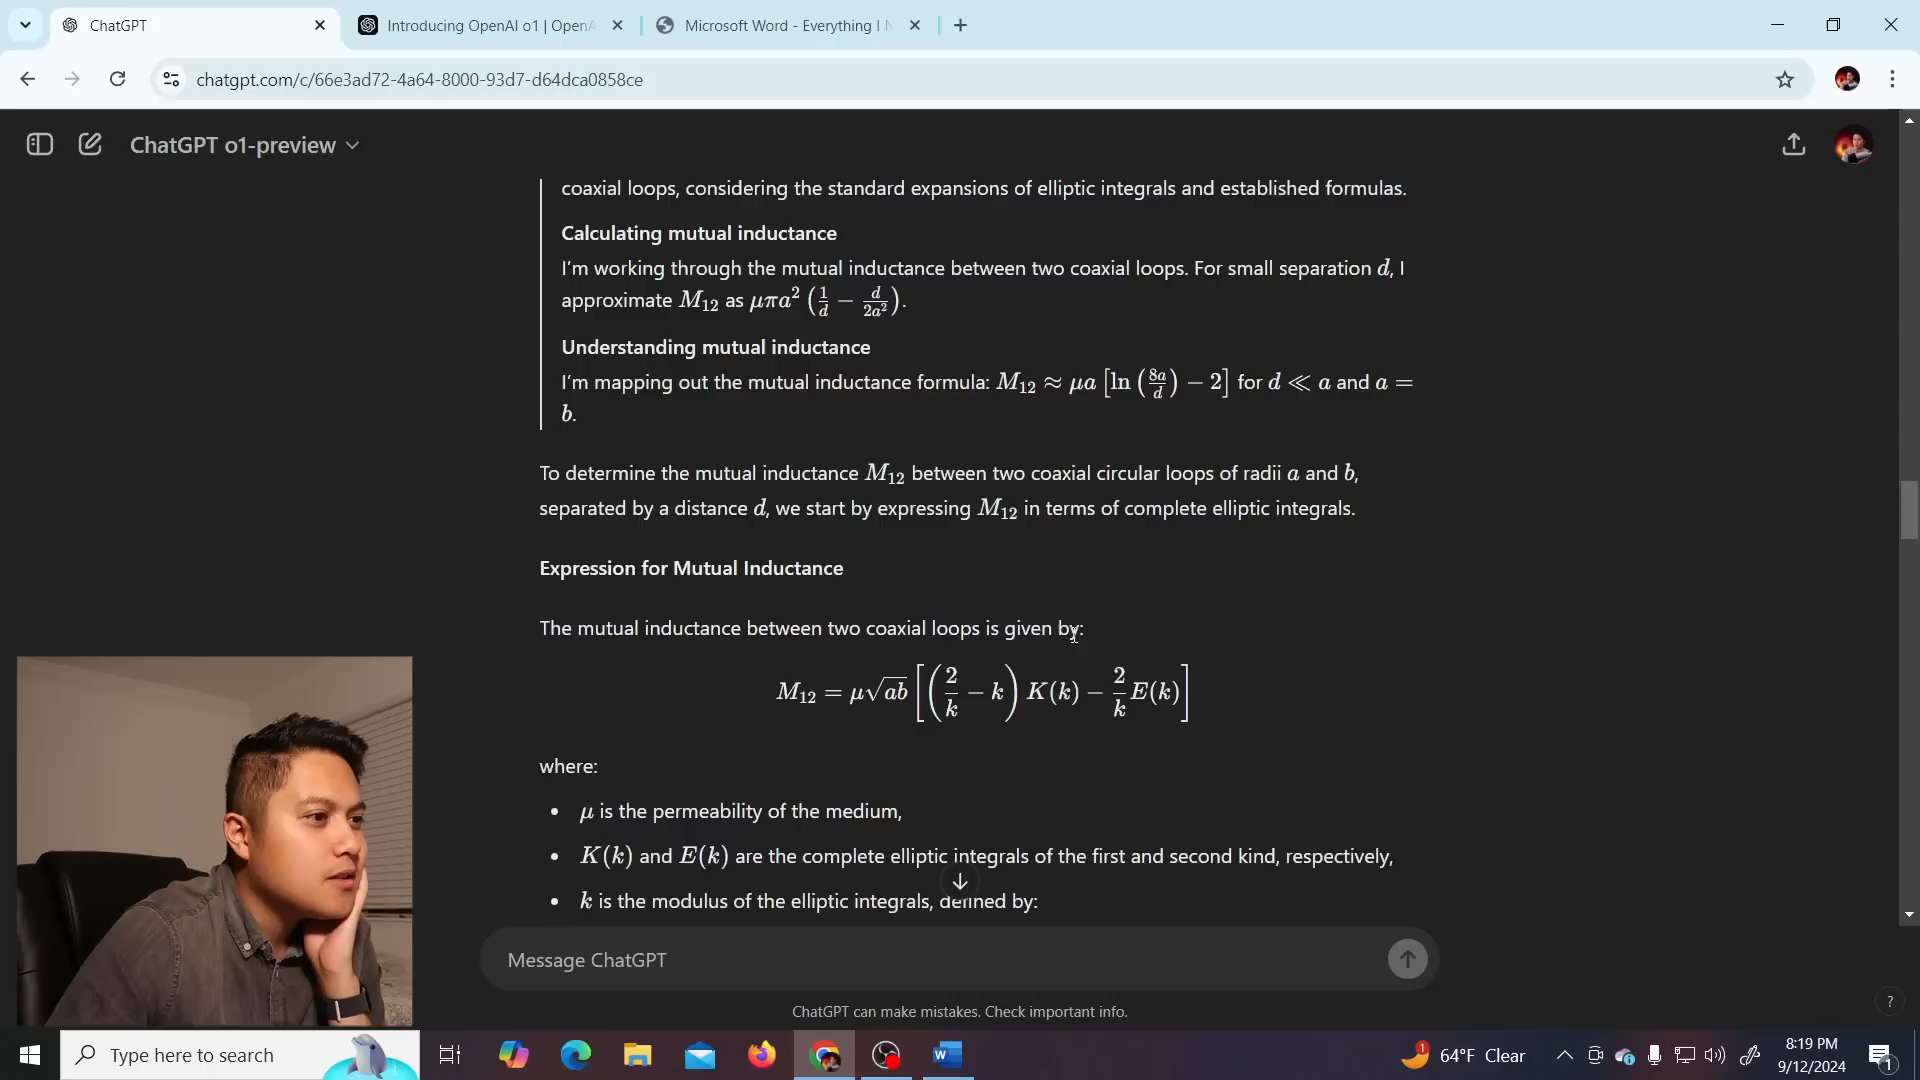 ChatGPT
Introducing OpenAI o1 | OpenA
Microsoft Word - Everything I N
chatgpt.com/c/66e3ad72-4a64-8000-93d7-d64dca0858ce
ChatGPT o1-preview
coaxial loops, considering the standard expansions of elliptic integrals and established formulas.
Calculating mutual inductance
I'm working through the mutual inductance between two coaxial loops. For small separation d, I
approximate M₁₂ as μπa² (1/d − d/2a²).
Understanding mutual inductance
I'm mapping out the mutual inductance formula: M₁₂ ≈ μa [ln (8a/d) − 2] for d ≪ a and a =
b.
To determine the mutual inductance M₁₂ between two coaxial circular loops of radii a and b,
separated by a distance d, we start by expressing M₁₂ in terms of complete elliptic integrals.
Expression for Mutual Inductance
The mutual inductance between two coaxial loops is given by:
M₁₂ = μ√ab [(2/k − k) K(k) − 2/k E(k)]
where:
• μ is the permeability of the medium,
• K(k) and E(k) are the complete elliptic integrals of the first and second kind, respectively,
• k is the modulus of the elliptic integrals, defined by:
Message ChatGPT
ChatGPT can make mistakes. Check important info.
?
Type here to search
1
64°F Clear
8:19 PM
9/12/2024
1